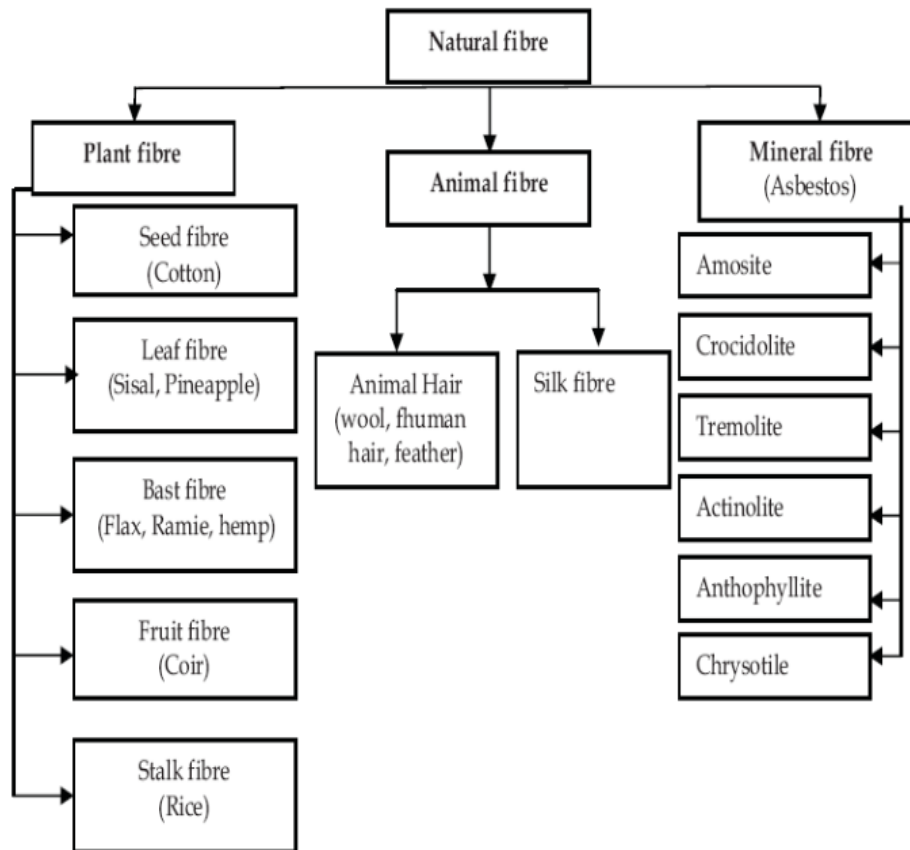 Natural fibre
Plant fibre
Animal fibre
Mineral fibre
(Asbestos)
Seed fibre
(Cotton)
Leaf fibre
(Sisal, Pineapple)
Bast fibre
(Flax, Ramie, hemp)
Fruit fibre
(Coir)
Stalk fibre
(Rice)
Animal Hair
(wool, fhuman
hair, feather)
Silk fibre
Amosite
Crocidolite
Tremolite
Actinolite
Anthophyllite
Chrysotile